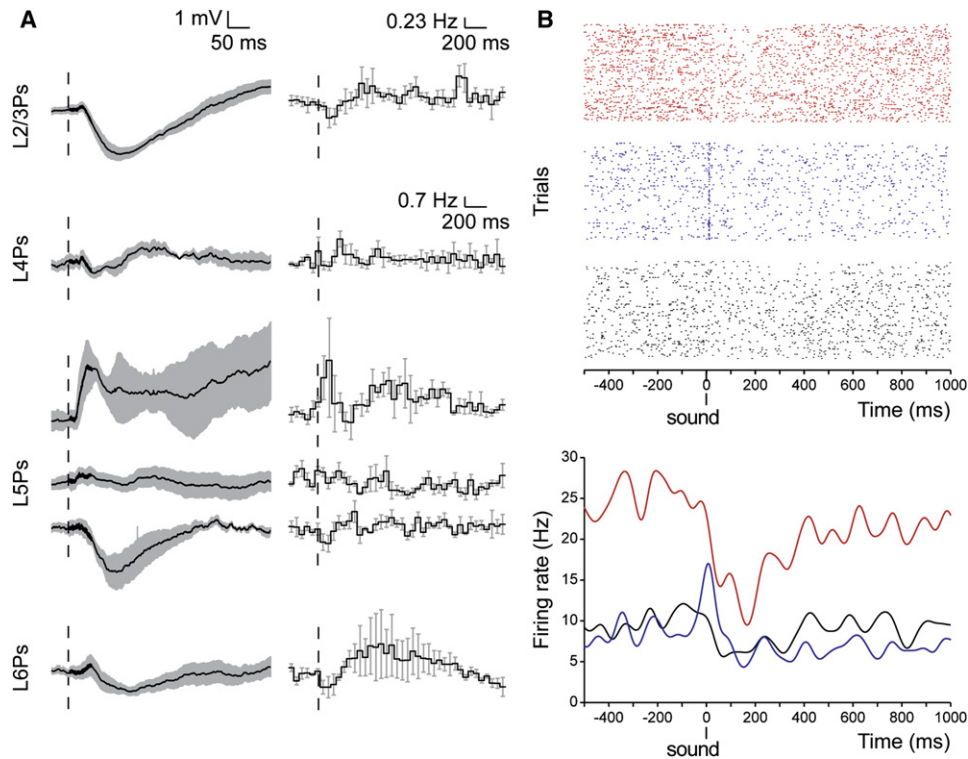 A
1 mV
50 ms
0.23 Hz
200 ms
L2/3Ps
0.7 Hz
200 ms
L4Ps
L5Ps
L6Ps
B
Trials
-400 -200 0 200 400 600 800 1000
sound
Time (ms)
30
25
20
15
10
5
0
Firing rate (Hz)
-400 -200 0 200 400 600 800 1000
sound
Time (ms)